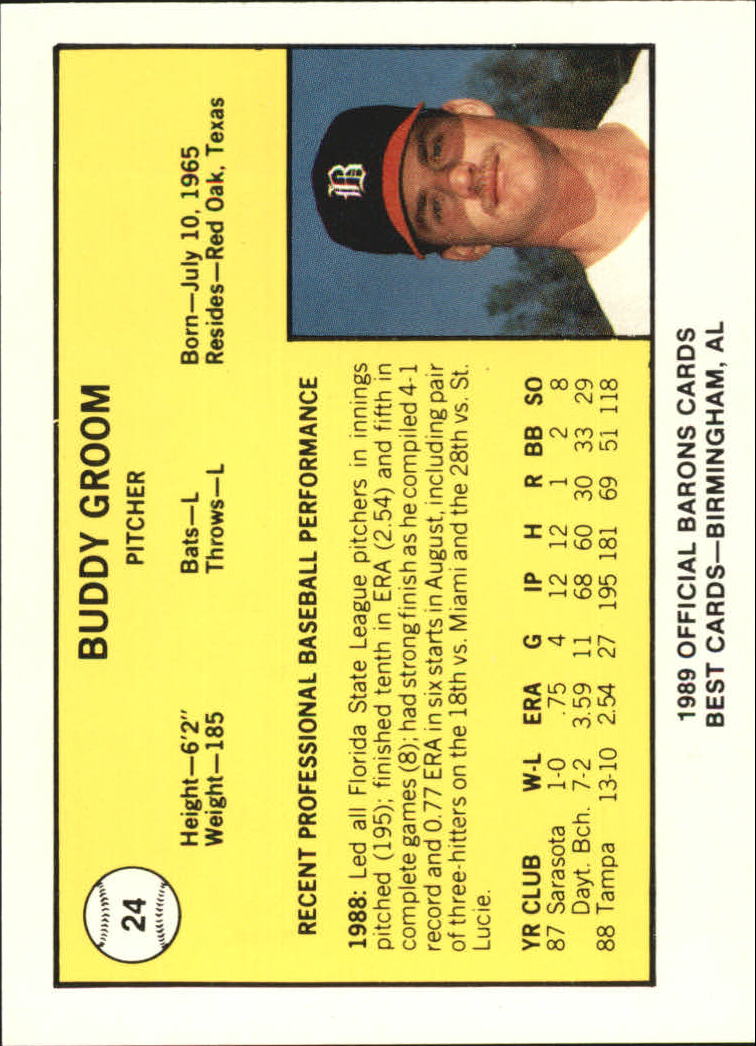 24
BUDDY GROOM
PITCHER
Height—6'2" Bats—L Born—July 10, 1965
Weight—185 Throws—L Resides—Red Oak, Texas
B
RECENT PROFESSIONAL BASEBALL PERFORMANCE
1988: Led all Florida State League pitchers in innings
pitched (195); finished tenth in ERA (2.54) and fifth in
complete games (8); had strong finish as he compiled 4-1
record and 0.77 ERA in six starts in August, including pair
of three-hitters on the 18th vs. Miami and the 28th vs. St.
Lucie.
YR CLUB W-L ERA G IP H R BB SO
87 Sarasota 1-0 .75 4 12 12 1 2 8
Dayt. Bch. 7-2 3.59 11 68 60 30 33 29
88 Tampa 13-10 2.54 27 195 181 69 51 118
1989 OFFICIAL BARONS CARDS
BEST CARDS—BIRMINGHAM, AL